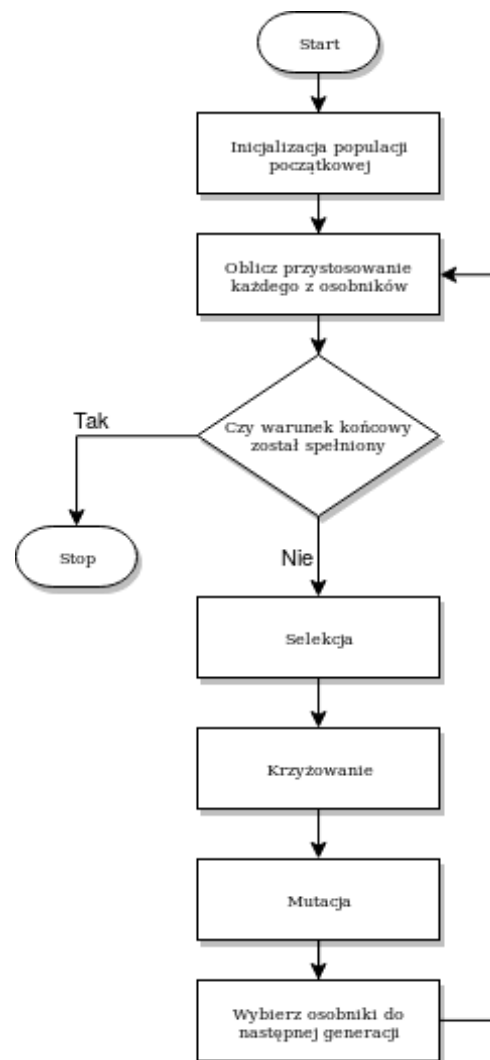 Start
Inicjalizacja populacji
początkowej
Oblicz przystosowanie
każdego z osobników
Czy warunek końcowy
został spełniony
Tak
Stop
Nie
Selekcja
Krzyżowanie
Mutacja
Wybierz osobniki do
następnej generacji